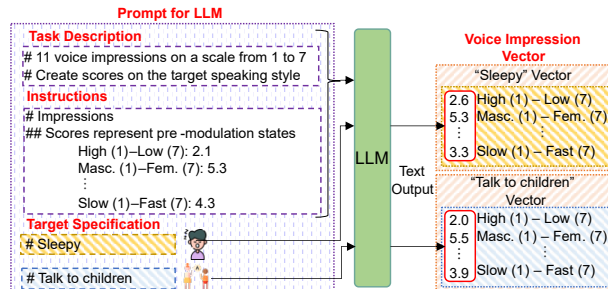 Prompt for LLM
Task Description
# 11 voice impressions on a scale from 1 to 7
# Create scores on the target speaking style
Instructions
# Impressions
## Scores represent pre -modulation states
High (1)–Low (7): 2.1
Masc. (1)–Fem. (7): 5.3
⋮
Slow (1)–Fast (7): 4.3
Target Specification
# Sleepy
# Talk to children
LLM
Text
Output
Voice Impression
Vector
“Sleepy” Vector
2.6 High (1) – Low (7)
5.3 Masc. (1) – Fem. (7)
⋮ ⋮
3.3 Slow (1) – Fast (7)
“Talk to children”
Vector
2.0 High (1) – Low (7)
5.5 Masc. (1) – Fem. (7)
⋮ ⋮
3.9 Slow (1) – Fast (7)